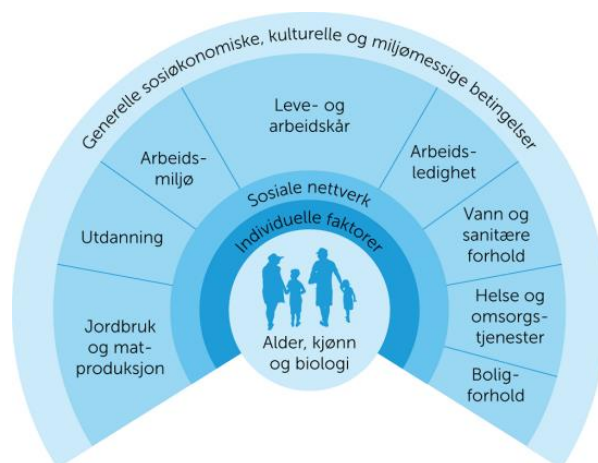 Generelle sosiøkonomiske, kulturelle og miljømessige betingelser
Leve- og
arbeidskår
Arbeids-
miljø
Arbeids-
ledighet
Sosiale nettverk
Utdanning
Individuelle faktorer
Vann og
sanitære
forhold
Jordbruk
og mat-
produksjon
Helse og
omsorgs-
tjenester
Alder, kjønn
og biologi
Bolig-
forhold